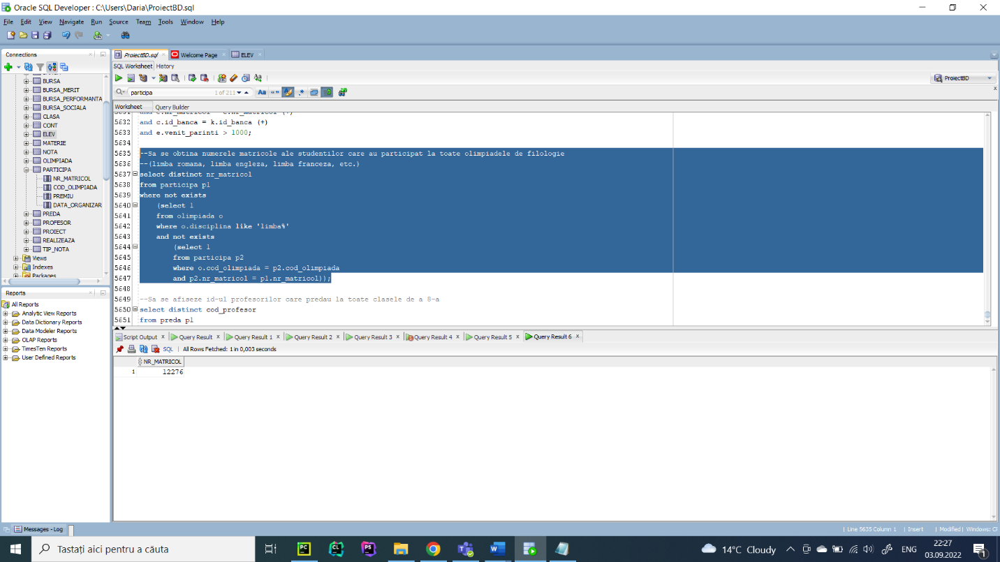 Oracle SQL Developer : C:\Users\Daria\ProiectBD.sql
File Edit View Navigate Run Source Team Tools Window Help
Connections
BURSA
BURSA_MERIT
BURSA_PERFORMANTA
BURSA_SOCIALA
CLASA
CONT
ELEV
MATERIE
NOTA
OLIMPIADA
PARTICIPA
NR_MATRICOL
COD_OLIMPIADA
PREMIU
DATA_ORGANIZAR
PREDA
PROFESOR
PROIECT
REALIZEAZA
TIP_NOTA
Views
Indexes
Packages
Reports
All Reports
Analytic View Reports
Data Dictionary Reports
Data Modeler Reports
OLAP Reports
TimesTen Reports
User Defined Reports
ProiectBD.sql Welcome Page ELEV
SQL Worksheet History
ProiectBD
participa 1 of 211
Worksheet Query Builder
5632 and c.id_banca = k.id_banca (+)
5633 and e.venit_parinti > 1000;
5634
5635 --Sa se obtina numerele matricole ale studentilor care au participat la toate olimpiadele de filologie
5636 --(limba romana, limba engleza, limba franceza, etc.)
5637 select distinct nr_matricol
5638 from participa p1
5639 where not exists
5640 (select 1
5641 from olimpiada o
5642 where o.disciplina like 'limba%'
5643 and not exists
5644 (select 1
5645 from participa p2
5646 where o.cod_olimpiada = p2.cod_olimpiada
5647 and p2.nr_matricol = p1.nr_matricol));
5648
5649 --Sa se afiseze id-ul profesorilor care predau la toate clasele de a 8-a
5650 select distinct cod_profesor
5651 from preda p1
Script Output x Query Result x Query Result 1 x Query Result 2 x Query Result 3 x Query Result 4 x Query Result 5 x Query Result 6 x
SQL | All Rows Fetched: 1 in 0,003 seconds
NR_MATRICOL
1 12276
Messages - Log
Line 5635 Column 1 | Insert | Modified | Windows: C
Tastați aici pentru a căuta
14°C Cloudy
ENG
22:27
03.09.2022
1